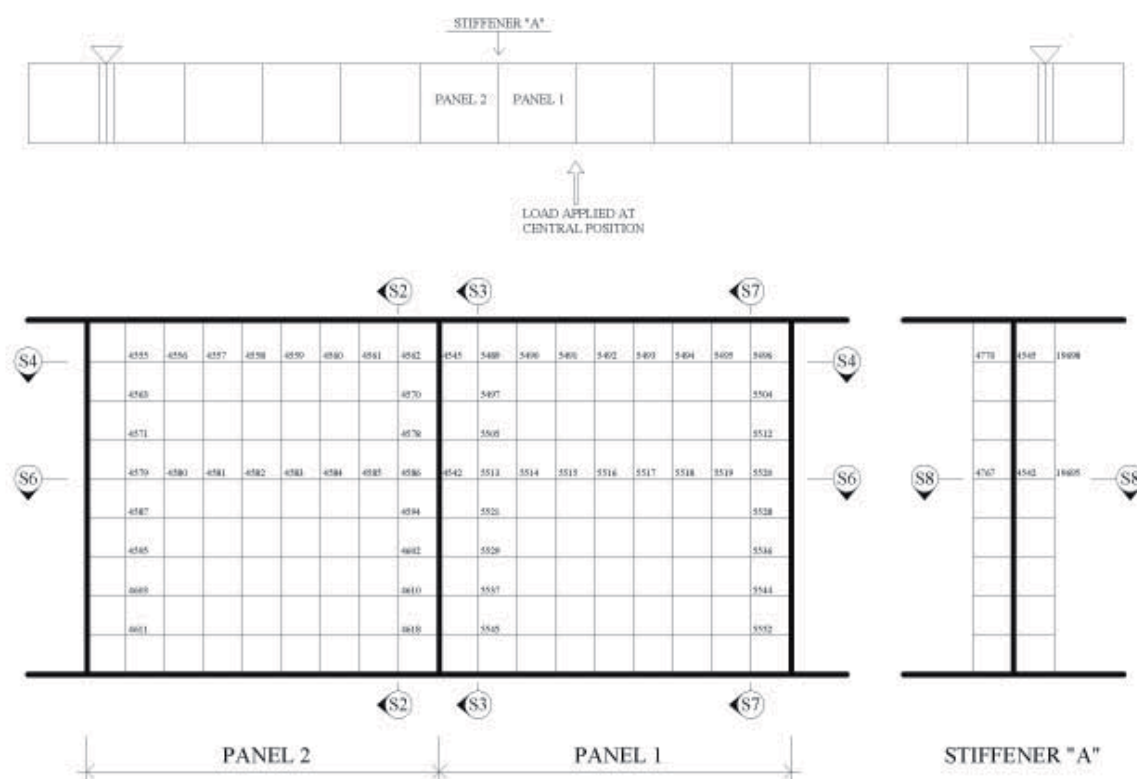 STIFFENER "A"
PANEL 2 PANEL 1
LOAD APPLIED AT
CENTRAL POSITION
S2 S3 S7
S4 4555 4556 4557 4558 4559 4560 4561 4562 4545 5489 5490 5491 5492 5493 5494 5495 5496 S4 4770 4545
4563 4570 5497 5504
4571 4578 5505 5512
S6 4579 4580 4581 4582 4583 4584 4585 4586 4542 5513 5514 5515 5516 5517 5518 5519 5520 S6 S8 4767 4542 S8
4587 4594 5521 5528
4595 4602 5529 5536
4603 4610 5537 5544
4611 4618 5545 5552
S2 S3 S7
PANEL 2 PANEL 1 STIFFENER "A"